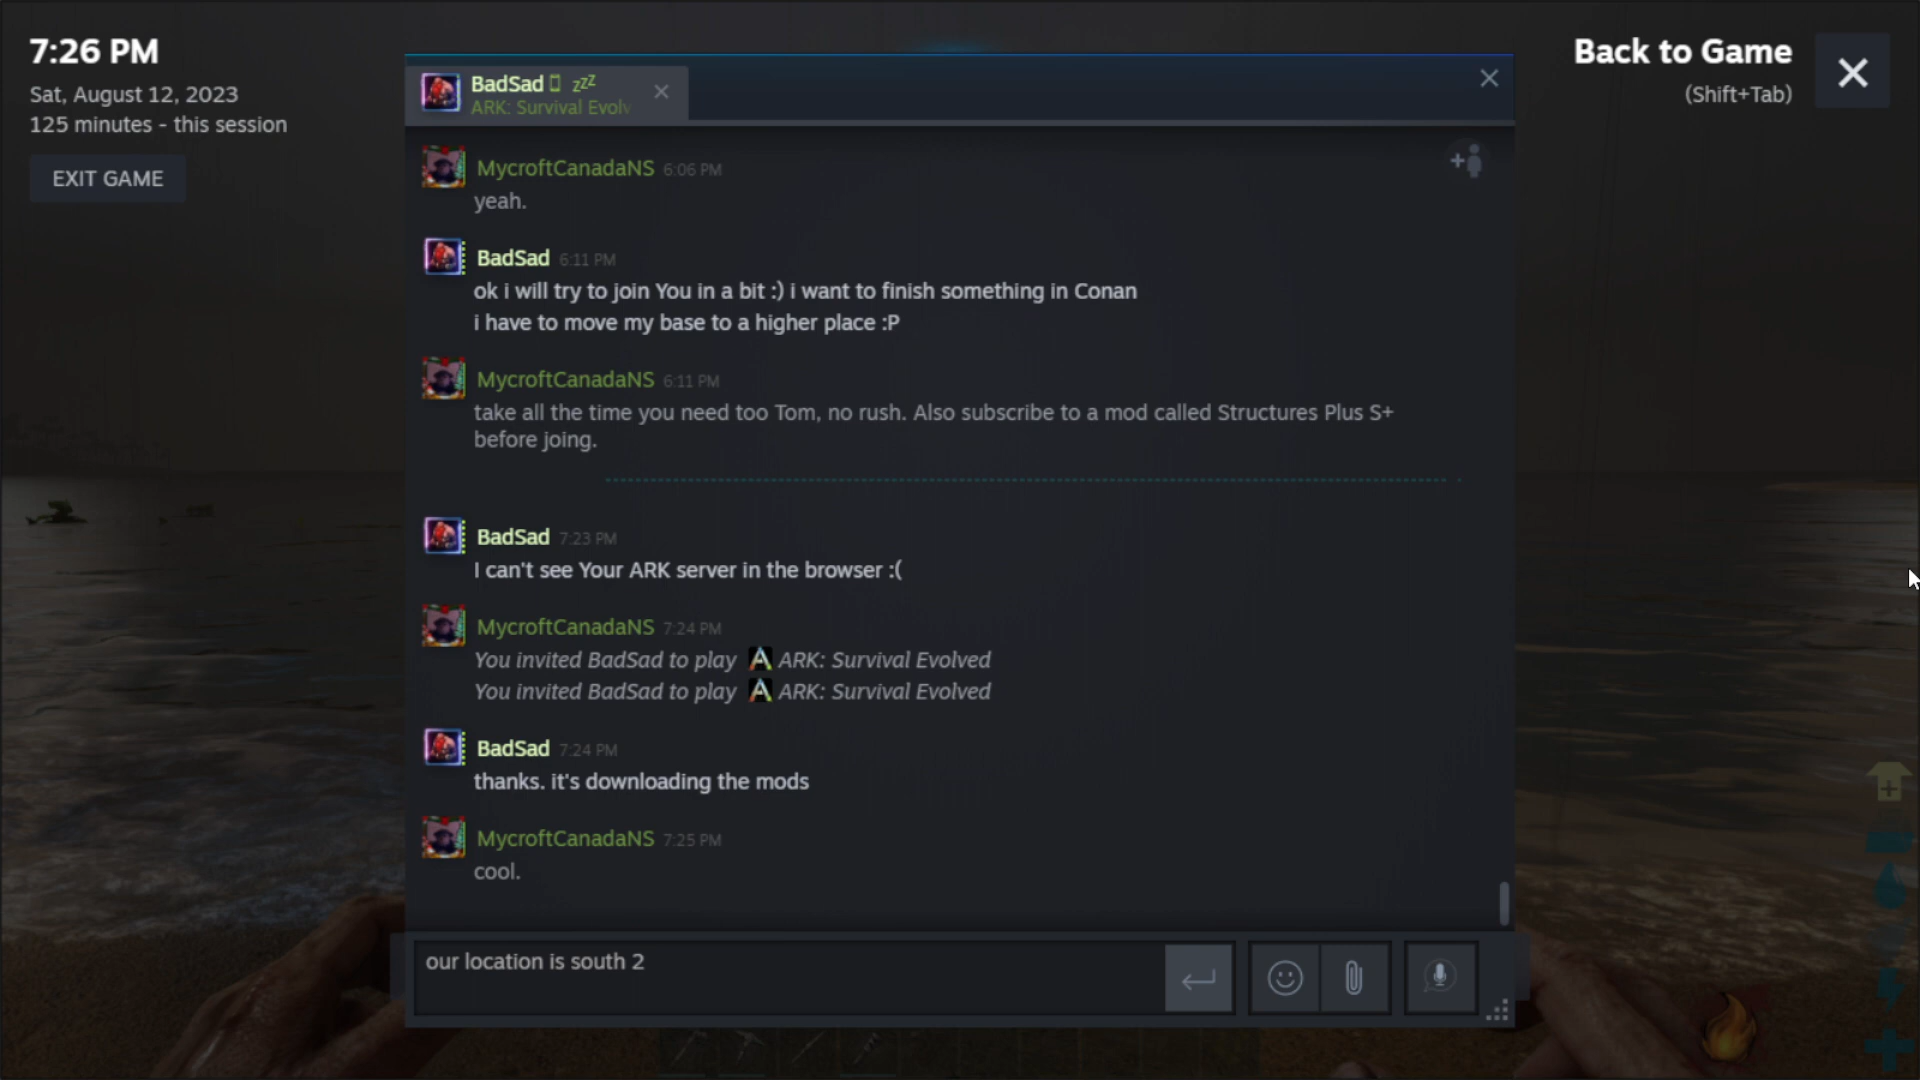 7:26 PM
Sat, August 12, 2023
125 minutes - this session
EXIT GAME
Back to Game
(Shift+Tab)
BadSad zzZ
ARK: Survival Evolv
MycroftCanadaNS 6:06 PM
yeah.
BadSad 6:11 PM
ok i will try to join You in a bit :) i want to finish something in Conan
i have to move my base to a higher place :P
MycroftCanadaNS 6:11 PM
take all the time you need too Tom, no rush. Also subscribe to a mod called Structures Plus S+
before joing.
BadSad 7:23 PM
I can't see Your ARK server in the browser :(
MycroftCanadaNS 7:24 PM
You invited BadSad to play ARK: Survival Evolved
You invited BadSad to play ARK: Survival Evolved
BadSad 7:24 PM
thanks. it's downloading the mods
MycroftCanadaNS 7:25 PM
cool.
our location is south 2